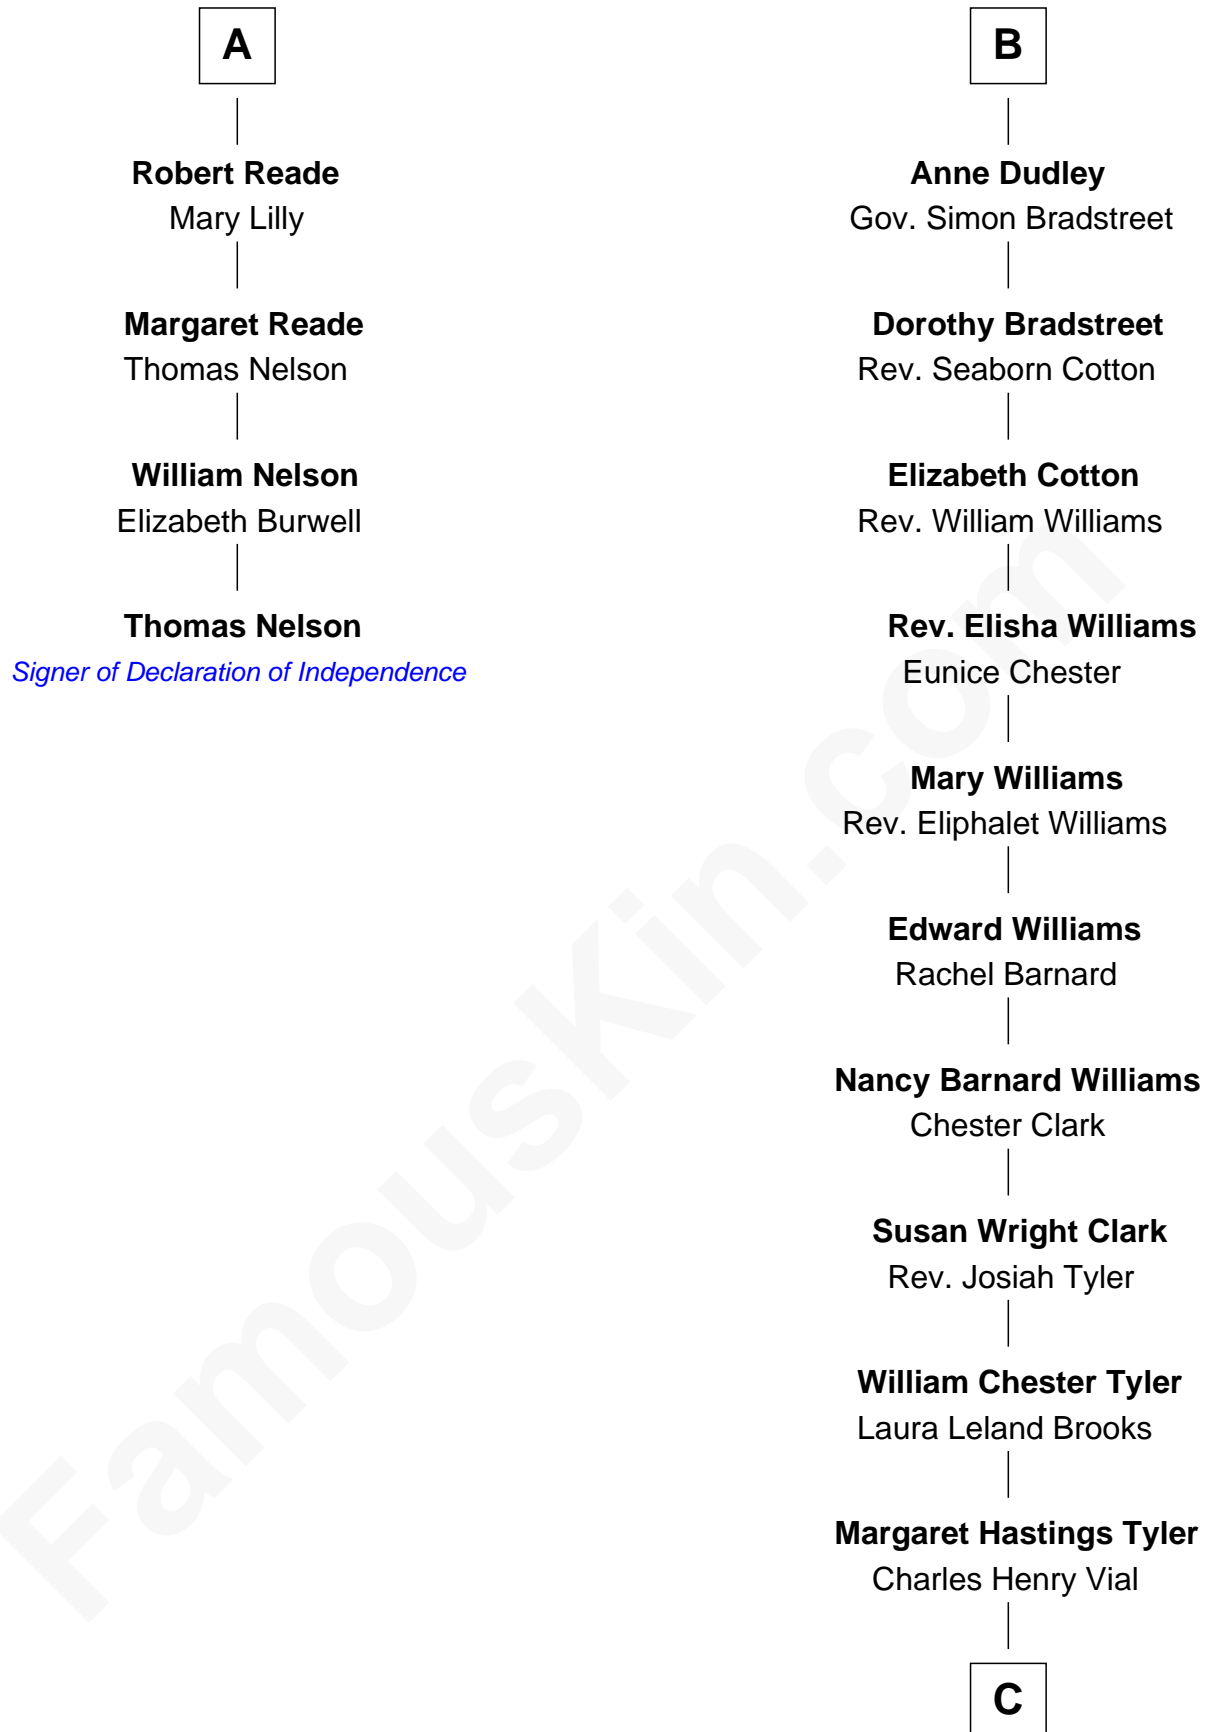 A
Robert Reade
Mary Lilly
Margaret Reade
Thomas Nelson
William Nelson
Elizabeth Burwell
Thomas Nelson
Signer of Declaration of Independence
B
Anne Dudley
Gov. Simon Bradstreet
Dorothy Bradstreet
Rev. Seaborn Cotton
Elizabeth Cotton
Rev. William Williams
Rev. Elisha Williams
Eunice Chester
Mary Williams
Rev. Eliphalet Williams
Edward Williams
Rachel Barnard
Nancy Barnard Williams
Chester Clark
Susan Wright Clark
Rev. Josiah Tyler
William Chester Tyler
Laura Leland Brooks
Margaret Hastings Tyler
Charles Henry Vial
C
FamousKin.com